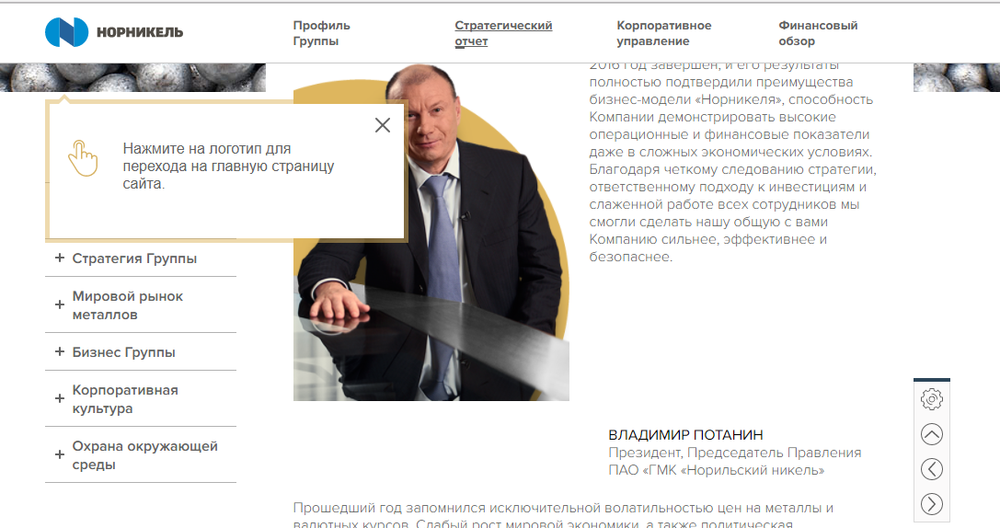 НОРНИКЕЛЬ
Профиль
Группы
Стратегический
отчет
Корпоративное
управление
Финансовый
обзор
Нажмите на логотип для
перехода на главную страницу
сайта.
Стратегия Группы
Мировой рынок
металлов
Бизнес Группы
Корпоративная
культура
Охрана окружающей
среды
2016 год завершен, и его результаты
полностью подтвердили преимущества
бизнес-модели «Норникеля», способность
Компании демонстрировать высокие
операционные и финансовые показатели
даже в сложных экономических условиях.
Благодаря четкому следованию стратегии,
ответственному подходу к инвестициям и
слаженной работе всех сотрудников мы
смогли сделать нашу общую с вами
Компанию сильнее, эффективнее и
безопаснее.
ВЛАДИМИР ПОТАНИН
Президент, Председатель Правления
ПАО «ГМК «Норильский никель»
Прошедший год запомнился исключительной волатильностью цен на металлы и
валютных курсов. Слабый рост мировой экономики, а также политическая